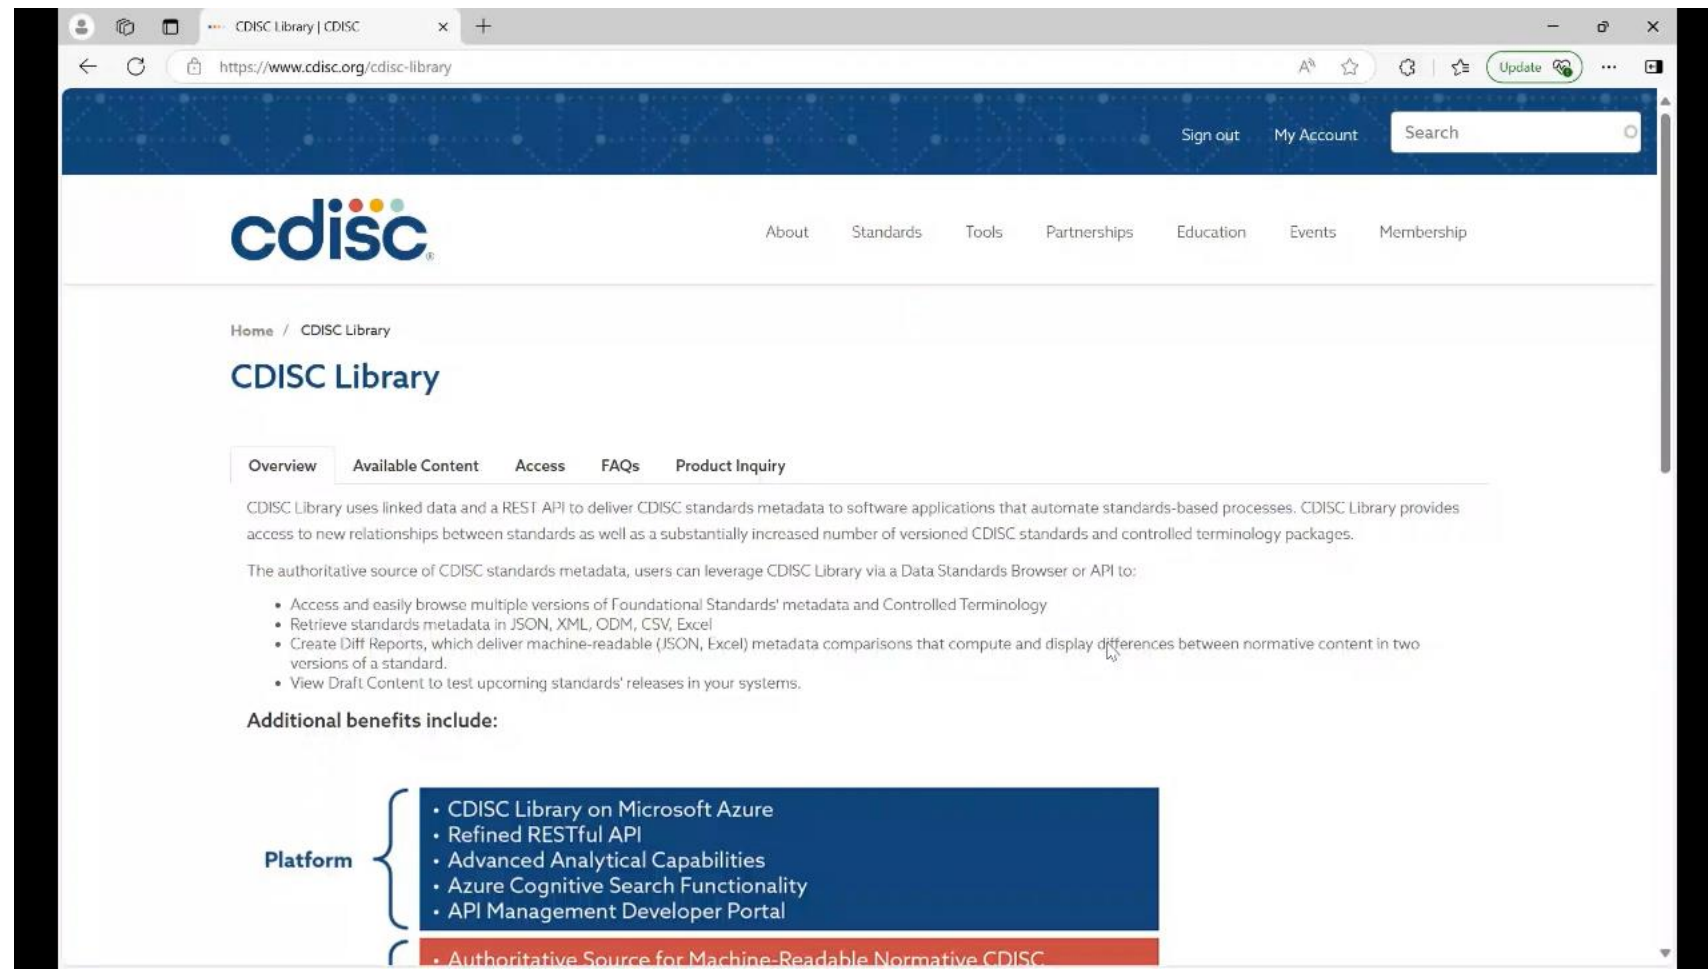 CDISC Library | CDISC
https://www.cdisc.org/cdisc-library
Update
Sign out My Account Search
cdisc®
About Standards Tools Partnerships Education Events Membership
Home / CDISC Library
CDISC Library
Overview Available Content Access FAQs Product Inquiry
CDISC Library uses linked data and a REST API to deliver CDISC standards metadata to software applications that automate standards-based processes. CDISC Library provides
access to new relationships between standards as well as a substantially increased number of versioned CDISC standards and controlled terminology packages.
The authoritative source of CDISC standards metadata, users can leverage CDISC Library via a Data Standards Browser or API to:
• Access and easily browse multiple versions of Foundational Standards' metadata and Controlled Terminology
• Retrieve standards metadata in JSON, XML, ODM, CSV, Excel
• Create Diff Reports, which deliver machine-readable (JSON, Excel) metadata comparisons that compute and display differences between normative content in two
versions of a standard.
• View Draft Content to test upcoming standards' releases in your systems.
Additional benefits include:
Platform
• CDISC Library on Microsoft Azure
• Refined RESTful API
• Advanced Analytical Capabilities
• Azure Cognitive Search Functionality
• API Management Developer Portal
• Authoritative Source for Machine-Readable Normative CDISC